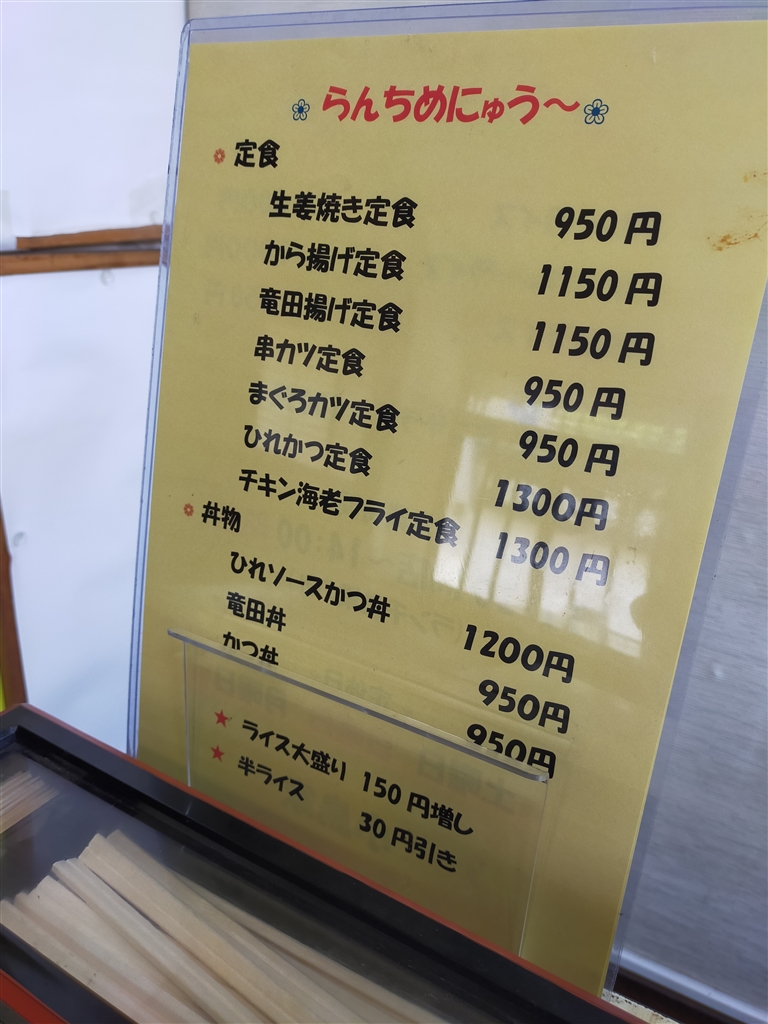 らんちめにゅう～
定食
生姜焼き定食 950円
から揚げ定食 1150円
竜田揚げ定食 1150円
串カツ定食 950円
まぐろカツ定食 950円
ひれかつ定食 1300円
チキン海老フライ定食 1300円
丼物
ひれソースかつ丼 1200円
竜田丼 950円
かつ丼 950円
★ ライス大盛り 150円増し
★ 半ライス 30円引き